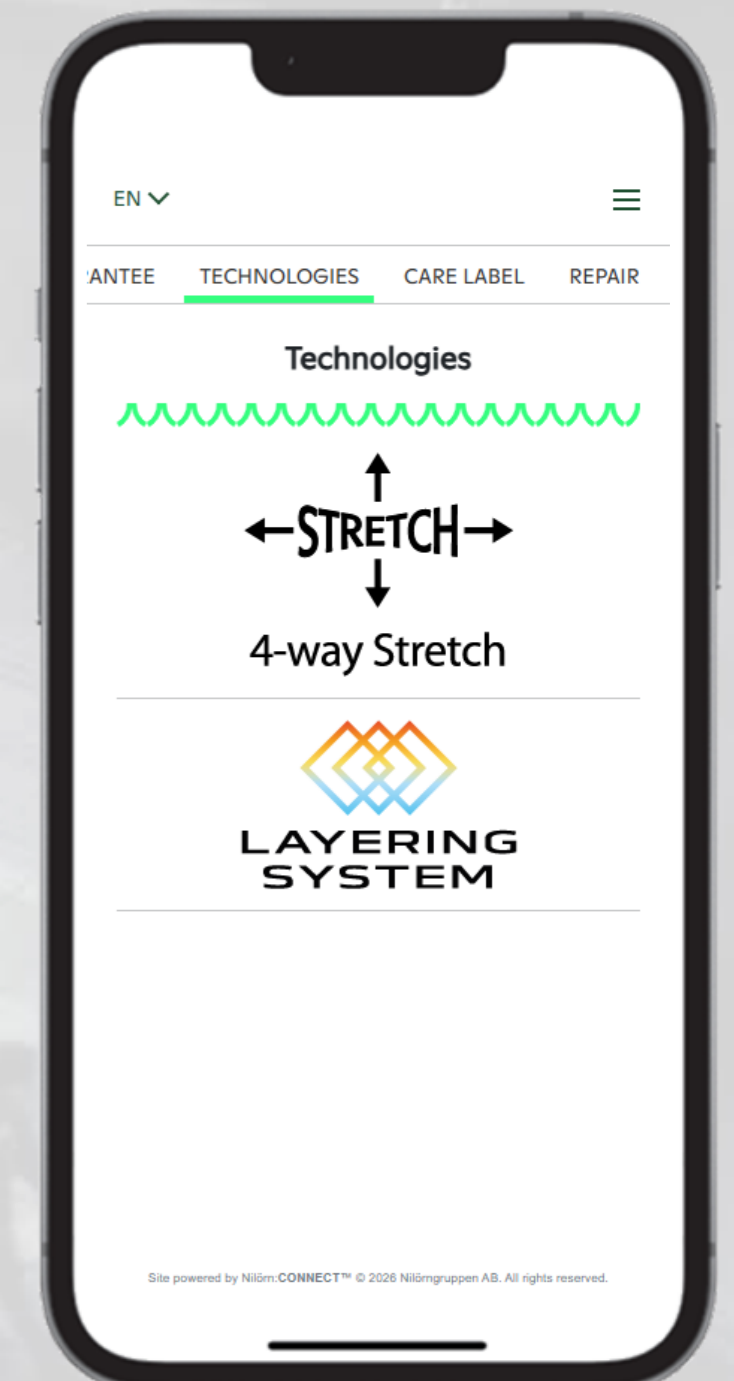 EN
ANTEE TECHNOLOGIES CARE LABEL REPAIR
Technologies
STRETCH
4-way Stretch
LAYERING
SYSTEM
Site powered by Nilörn:CONNECT™ © 2026 Nilörngruppen AB. All rights reserved.